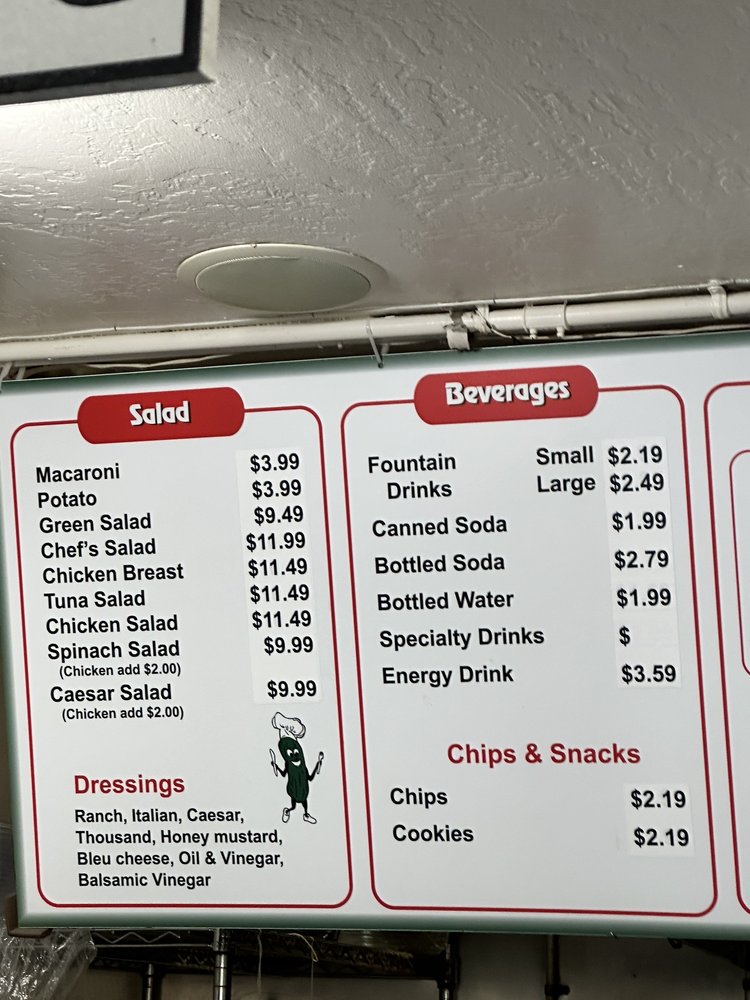 Salad
Macaroni $3.99
Potato $3.99
Green Salad $9.49
Chef's Salad $11.99
Chicken Breast $11.49
Tuna Salad $11.49
Chicken Salad $11.49
Spinach Salad $9.99
(Chicken add $2.00)
Caesar Salad $9.99
(Chicken add $2.00)
Dressings
Ranch, Italian, Caesar,
Thousand, Honey mustard,
Bleu cheese, Oil & Vinegar,
Balsamic Vinegar
Beverages
Fountain Small $2.19
Drinks Large $2.49
Canned Soda $1.99
Bottled Soda $2.79
Bottled Water $1.99
Specialty Drinks $
Energy Drink $3.59
Chips & Snacks
Chips $2.19
Cookies $2.19